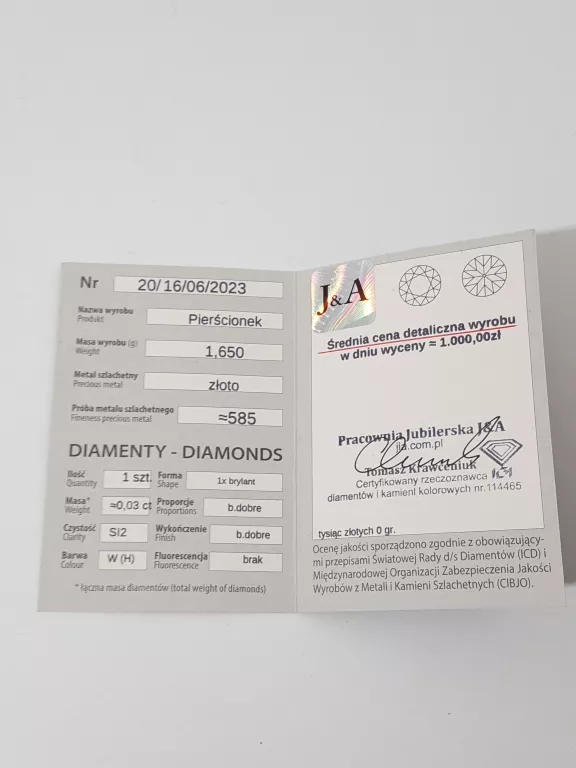 Nr 20/16/06/2023
Nazwa wyrobu
Produkt
Pierścionek
Masa wyrobu (g)
Weight
1,650
Metal szlachetny
Precious metal
złoto
Próba metalu szlachetnego
Fineness precious metal
≈585
DIAMENTY - DIAMONDS
Ilość
Quantity
1 szt.
Forma
Shape
1x brylant
Masa*
Weight
≈0,03 ct
Proporcje
Proportions
b.dobre
Czystość
Clarity
SI2
Wykończenie
Finish
b.dobre
Barwa
Colour
W (H)
Fluorescencja
Fluorescence
brak
* łączna masa diamentów (total weight of diamonds)
J&A
Średnia cena detaliczna wyrobu
w dniu wyceny ≈ 1.000,00zł
Pracownia Jubilerska J&A
jja.com.pl
Tomasz Krawceniuk
Certyfikowany rzeczoznawca
diamentów i kamieni kolorowych nr.114465
tysiąc złotych 0 gr.
Ocenę jakości sporządzono zgodnie z obowiązujący-
mi przepisami Światowej Rady d/s Diamentów (ICD) i
Międzynarodowej Organizacji Zabezpieczenia Jakości
Wyrobów z Metali i Kamieni Szlachetnych (CIBJO).